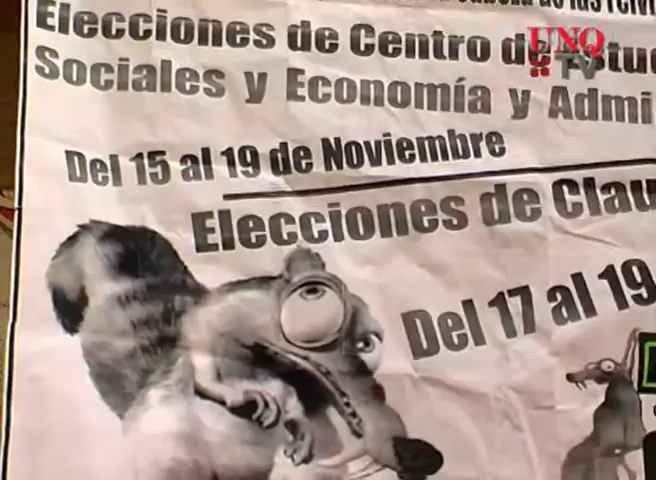 Elecciones de Centro de
UNQ
TV
Sociales y Economía y Admi
Del 15 al 19 de Noviembre
Elecciones de Clau
Del 17 al 19